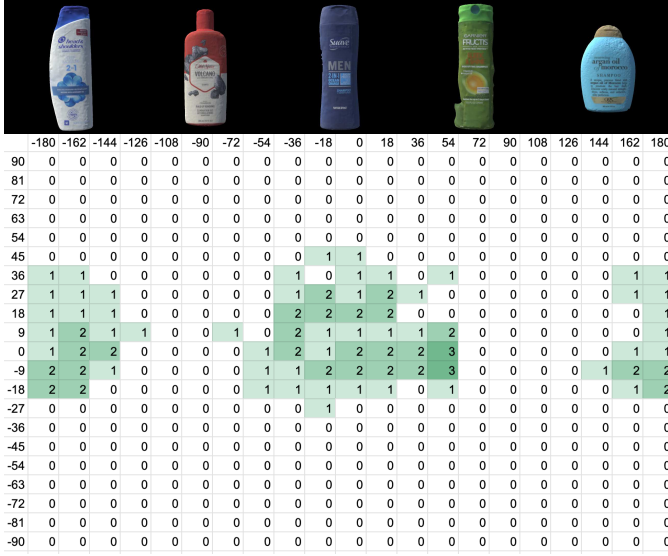 head & shoulders
2in1
Old Spice
VOLCANO
Suave
MEN
GARNIER
FRUCTIS
argan oil
of morocco
SHAMPOO
-180 -162 -144 -126 -108 -90 -72 -54 -36 -18 0 18 36 54 72 90 108 126 144 162 180
90 0 0 0 0 0 0 0 0 0 0 0 0 0 0 0 0 0 0 0 0 0
81 0 0 0 0 0 0 0 0 0 0 0 0 0 0 0 0 0 0 0 0 0
72 0 0 0 0 0 0 0 0 0 0 0 0 0 0 0 0 0 0 0 0 0
63 0 0 0 0 0 0 0 0 0 0 0 0 0 0 0 0 0 0 0 0 0
54 0 0 0 0 0 0 0 0 0 0 0 0 0 0 0 0 0 0 0 0 0
45 0 0 0 0 0 0 0 0 0 1 1 0 0 0 0 0 0 0 0 0 0
36 1 1 0 0 0 0 0 0 1 0 1 1 0 1 0 0 0 0 0 1 1
27 1 1 1 0 0 0 0 0 1 2 1 2 1 0 0 0 0 0 0 1 1
18 1 1 1 0 0 0 0 0 2 2 2 2 0 0 0 0 0 0 0 0 1
9 1 2 1 1 0 0 1 0 2 1 1 1 1 2 0 0 0 0 0 0 1
0 1 2 2 0 0 0 0 1 2 1 2 2 2 3 0 0 0 0 0 1 1
-9 2 2 1 0 0 0 0 1 1 2 2 2 2 3 0 0 0 0 1 2 2
-18 2 2 0 0 0 0 0 1 1 1 1 1 0 1 0 0 0 0 0 1 2
-27 0 0 0 0 0 0 0 0 0 1 0 0 0 0 0 0 0 0 0 0 0
-36 0 0 0 0 0 0 0 0 0 0 0 0 0 0 0 0 0 0 0 0 0
-45 0 0 0 0 0 0 0 0 0 0 0 0 0 0 0 0 0 0 0 0 0
-54 0 0 0 0 0 0 0 0 0 0 0 0 0 0 0 0 0 0 0 0 0
-63 0 0 0 0 0 0 0 0 0 0 0 0 0 0 0 0 0 0 0 0 0
-72 0 0 0 0 0 0 0 0 0 0 0 0 0 0 0 0 0 0 0 0 0
-81 0 0 0 0 0 0 0 0 0 0 0 0 0 0 0 0 0 0 0 0 0
-90 0 0 0 0 0 0 0 0 0 0 0 0 0 0 0 0 0 0 0 0 0